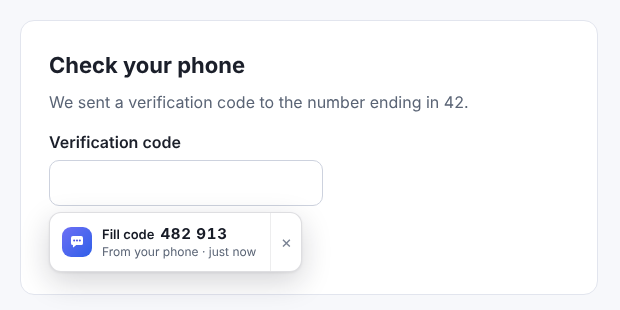 Check your phone
We sent a verification code to the number ending in 42.
Verification code
Fill code 482 913
From your phone · just now
×